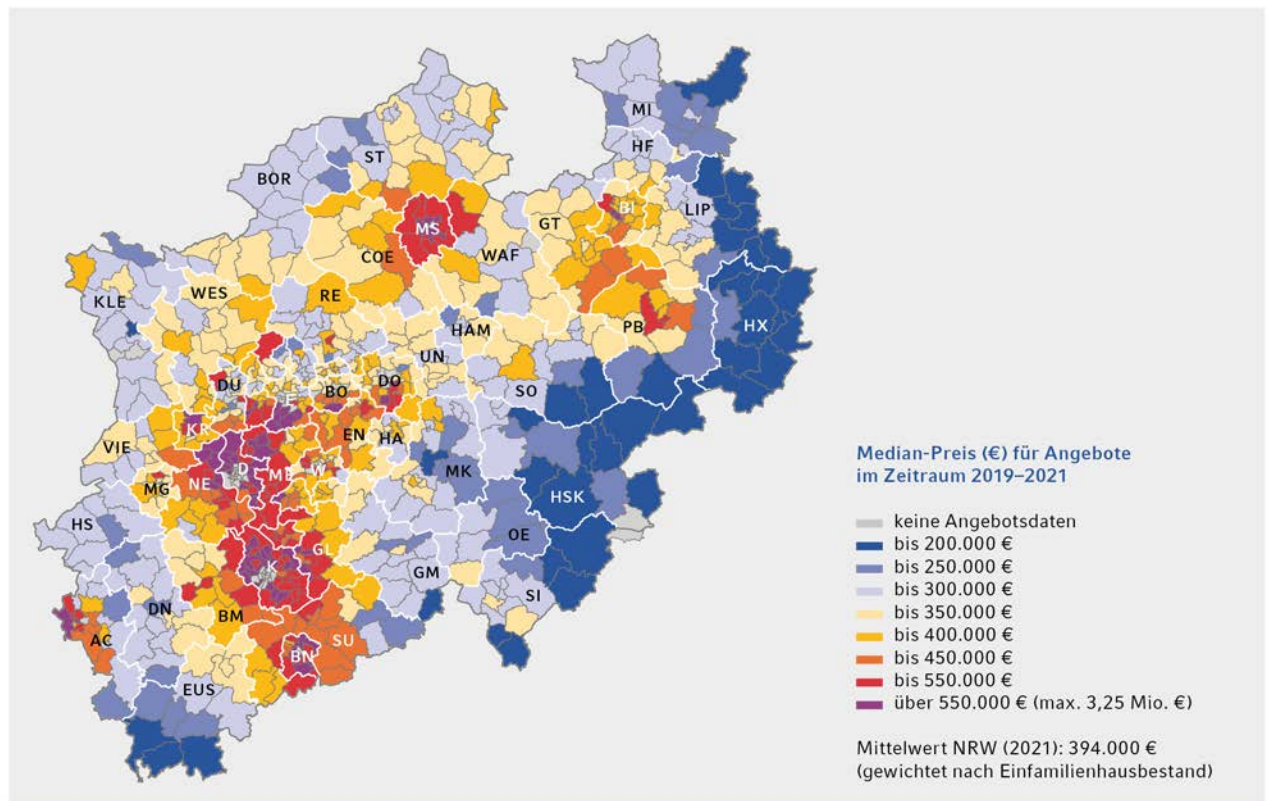 MI
HF
ST
BOR
LIP
BI
GT
MS
COE
WAF
WES
RE
KLE
HAM
PB
HX
UN
DU
BO
DO
SO
E
KR
EN
HA
VIE
D
ME
W
MK
NE
MG
HSK
HS
OE
GL
K
GM
SI
DN
BM
AC
SU
BN
EUS
Median-Preis (€) für Angebote
im Zeitraum 2019–2021
keine Angebotsdaten
bis 200.000 €
bis 250.000 €
bis 300.000 €
bis 350.000 €
bis 400.000 €
bis 450.000 €
bis 550.000 €
über 550.000 € (max. 3,25 Mio. €)
Mittelwert NRW (2021): 394.000 €
(gewichtet nach Einfamilienhausbestand)